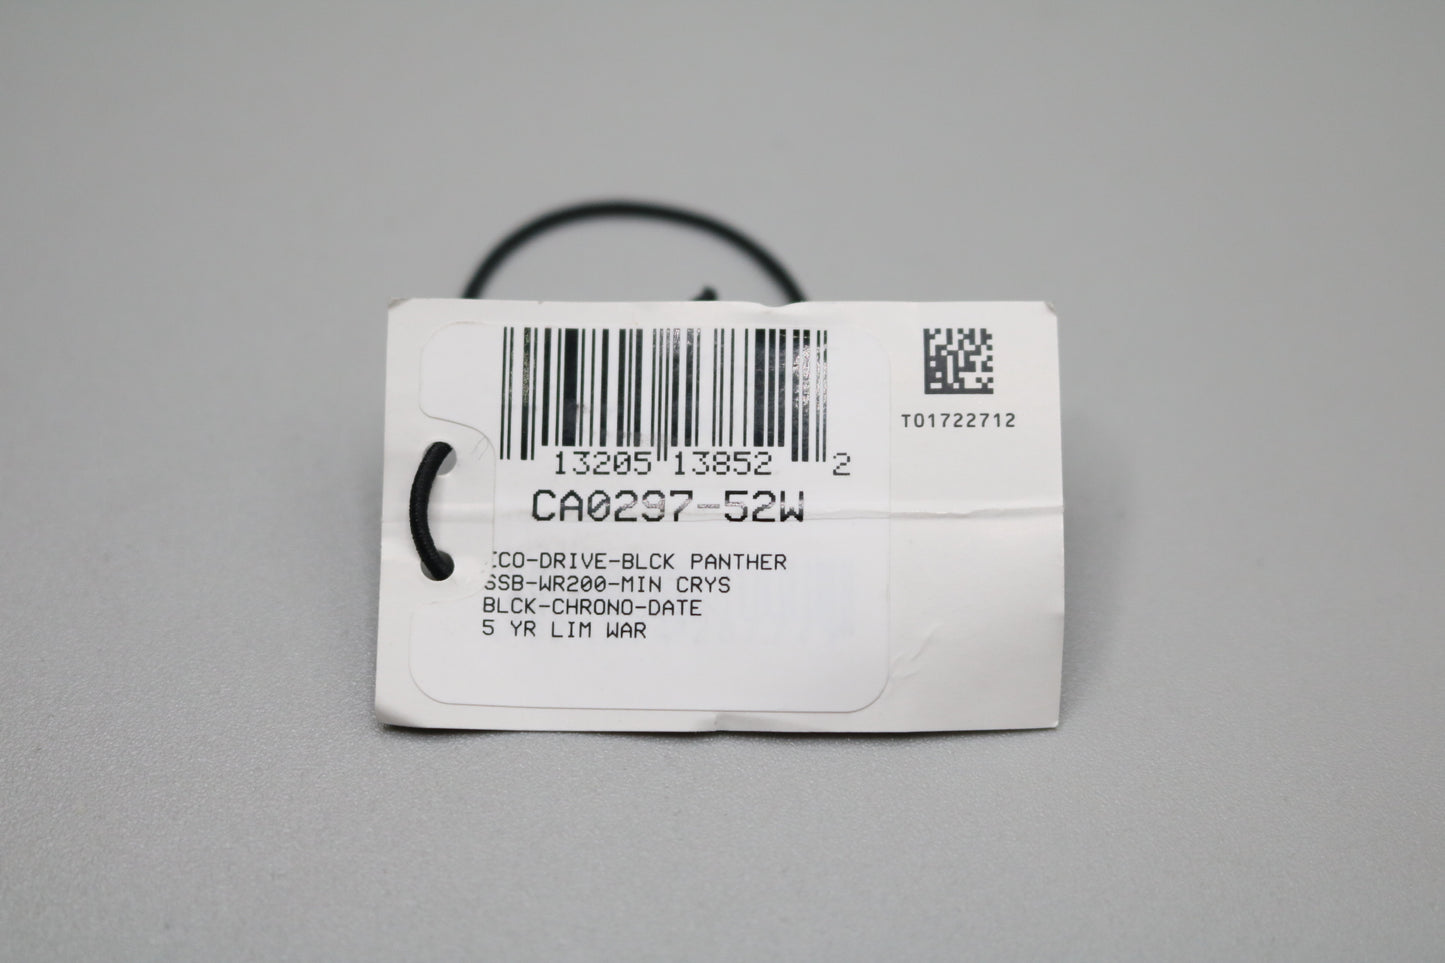 T01722712
13205 13852 2
CA0297-52W
ECO-DRIVE-BLCK PANTHER
SSB-WR200-MIN CRYS
BLCK-CHRONO-DATE
5 YR LIM WAR